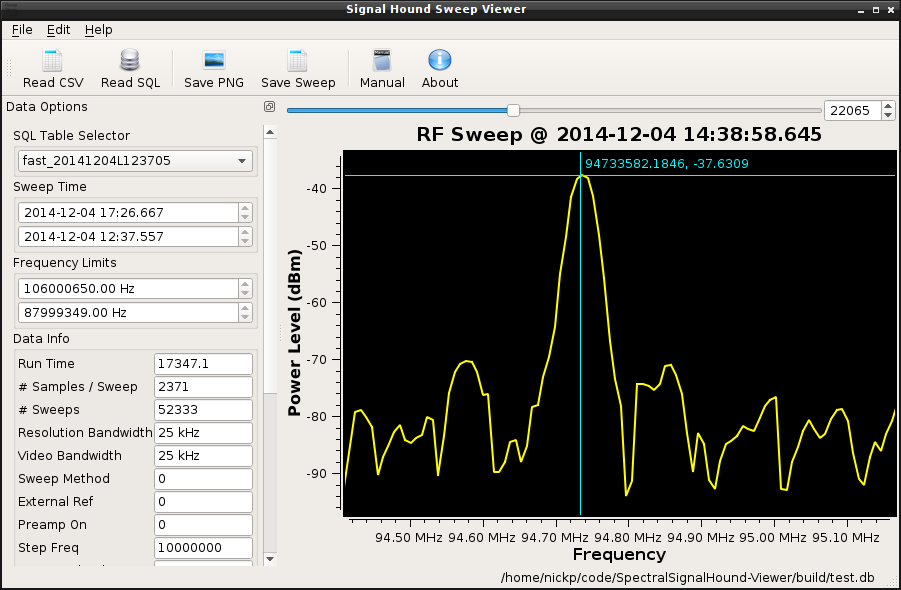 Signal Hound Sweep Viewer
File Edit Help
Read CSV Read SQL Save PNG Save Sweep Manual About
Data Options
22065
SQL Table Selector
fast_20141204L123705
Sweep Time
2014-12-04 17:26.667
2014-12-04 12:37.557
Frequency Limits
106000650.00 Hz
87999349.00 Hz
Data Info
Run Time 17347.1
# Samples / Sweep 2371
# Sweeps 52333
Resolution Bandwidth 25 kHz
Video Bandwidth 25 kHz
Sweep Method 0
External Ref 0
Preamp On 0
Step Freq 10000000
RF Sweep @ 2014-12-04 14:38:58.645
94733582.1846, -37.6309
Power Level (dBm)
-40
-50
-60
-70
-80
-90
94.50 MHz 94.60 MHz 94.70 MHz 94.80 MHz 94.90 MHz 95.00 MHz 95.10 MHz
Frequency
/home/nickp/code/SpectralSignalHound-Viewer/build/test.db